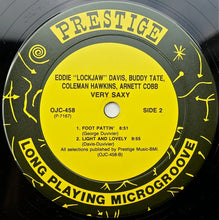 PRESTIGE
EDDIE "LOCKJAW" DAVIS, BUDDY TATE,
COLEMAN HAWKINS, ARNETT COBB
VERY SAXY
OJC-458
(P-7167)
SIDE 2
1. FOOT PATTIN' 8:51
(George Duvivier)
2. LIGHT AND LOVELY 8:55
(Davis-Duvivier)
All selections published by Prestige Music-BMI.
(OJC-458-B)
LONG PLAYING MICROGROOVE